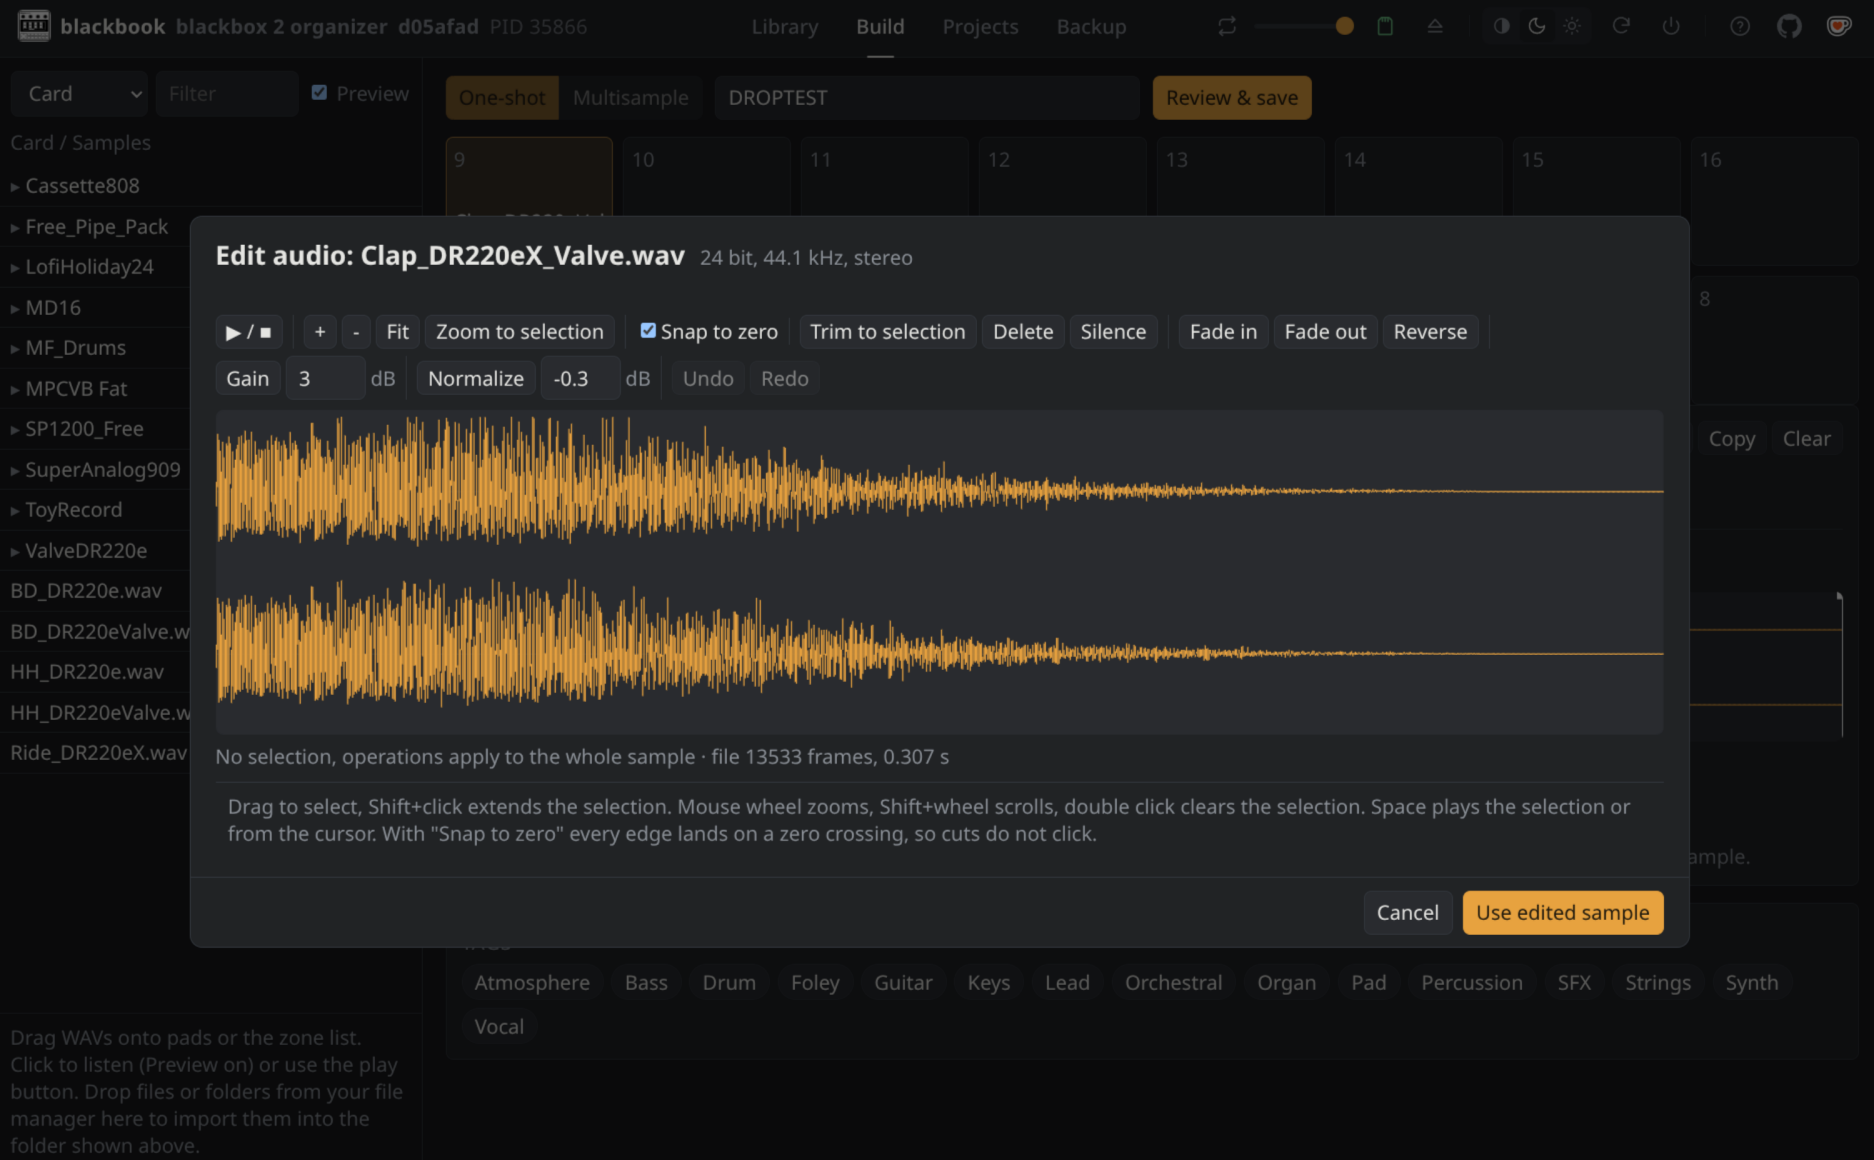 blackbook blackbox 2 organizer d05afad PID 35866
Library Build Projects Backup
Card Filter Preview
One-shot Multisample DROPTEST Review & save
Card / Samples
9 10 11 12 13 14 15 16
Cassette808
Free_Pipe_Pack
LofiHoliday24
MD16
MF_Drums
MPCVB Fat
SP1200_Free
SuperAnalog909
ToyRecord
ValveDR220e
BD_DR220e.wav
BD_DR220eValve.w
HH_DR220e.wav
HH_DR220eValve.w
Ride_DR220eX.wav
Edit audio: Clap_DR220eX_Valve.wav 24 bit, 44.1 kHz, stereo
8
▶ / ■ + - Fit Zoom to selection Snap to zero Trim to selection Delete Silence Fade in Fade out Reverse
Gain 3 dB Normalize -0.3 dB Undo Redo
Copy Clear
No selection, operations apply to the whole sample · file 13533 frames, 0.307 s
Drag to select, Shift+click extends the selection. Mouse wheel zooms, Shift+wheel scrolls, double click clears the selection. Space plays the selection or
from the cursor. With "Snap to zero" every edge lands on a zero crossing, so cuts do not click.
ample.
Cancel Use edited sample
Atmosphere Bass Drum Foley Guitar Keys Lead Orchestral Organ Pad Percussion SFX Strings Synth
Vocal
Drag WAVs onto pads or the zone list.
Click to listen (Preview on) or use the play
button. Drop files or folders from your file
manager here to import them into the
folder shown above.